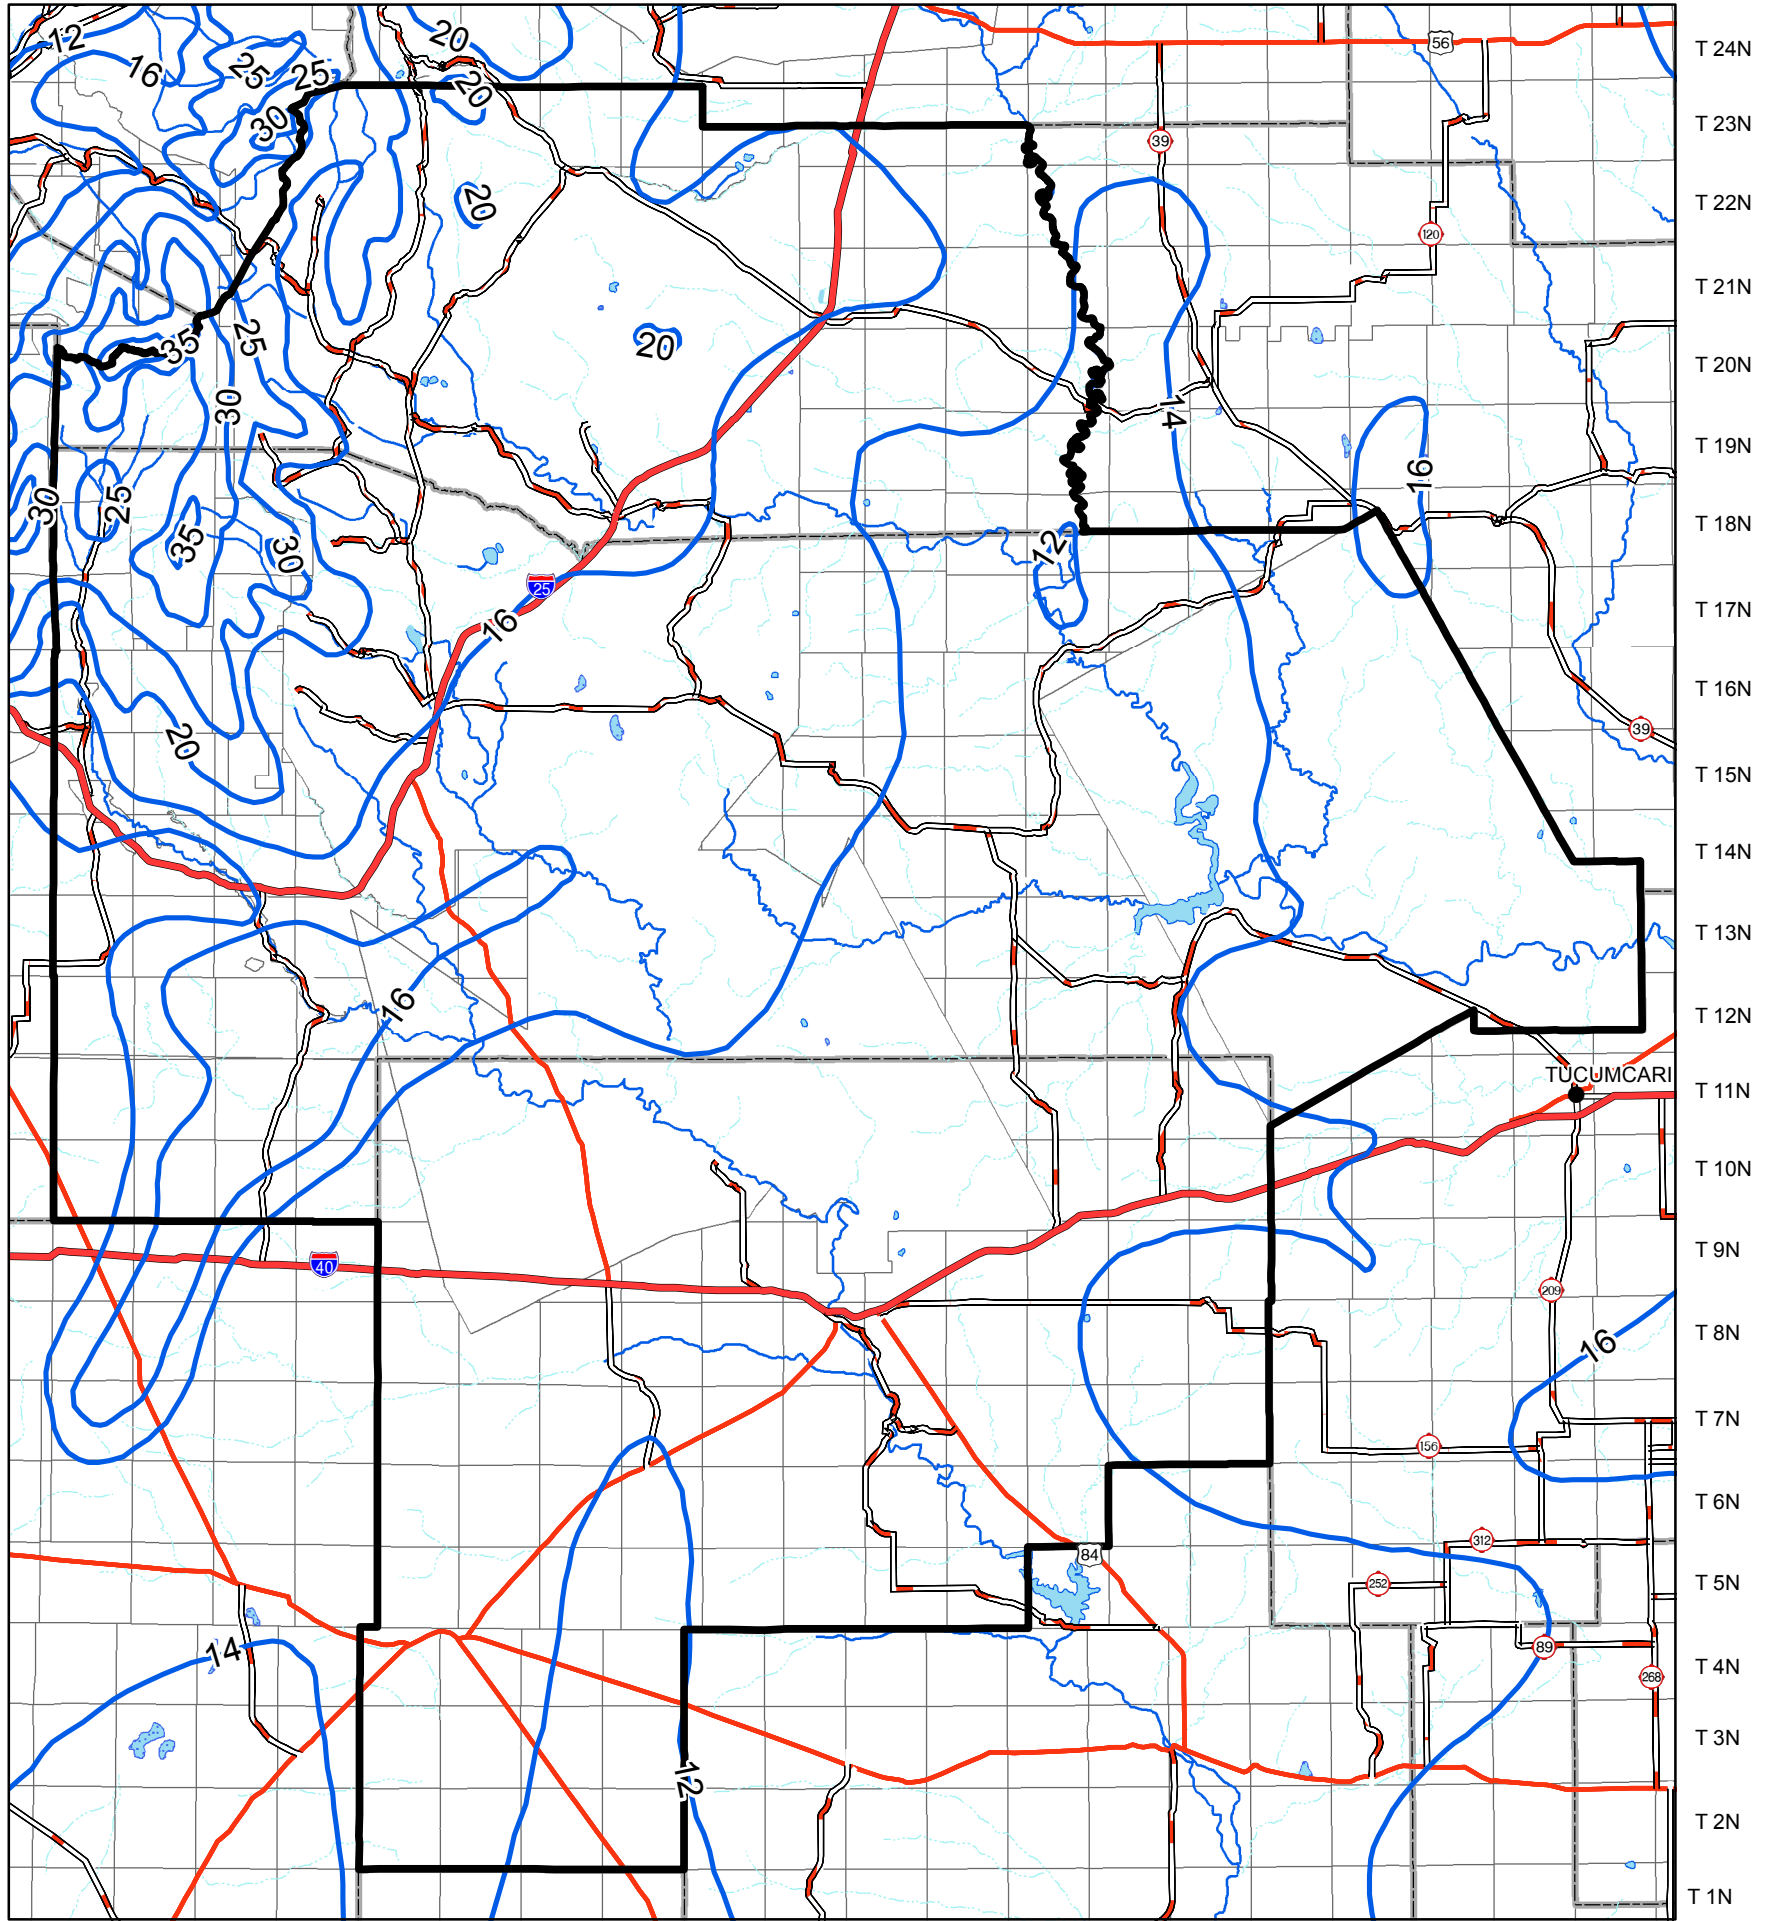 12
20
56
T 24N
16
25
25
20
30
T 23N
39
20
T 22N
120
T 21N
25
35
20
T 20N
30
14
T 19N
30
25
16
T 18N
35
30
12
25
T 17N
16
T 16N
20
39
T 15N
T 14N
T 13N
16
T 12N
TUCUMCARI
T 11N
T 10N
T 9N
40
209
T 8N
16
T 7N
156
T 6N
312
84
T 5N
252
14
89
T 4N
268
T 3N
12
T 2N
T 1N